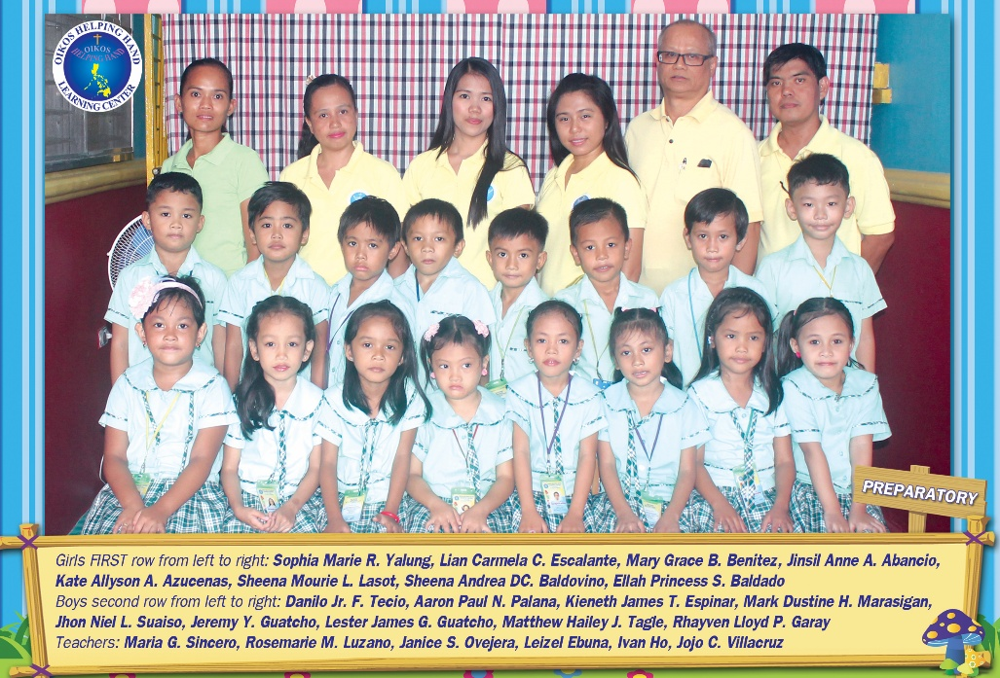 OIKOS HELPING HAND
OIKOS
HELPING HAND
LEARNING CENTER
PREPARATORY
Girls FIRST row from left to right: Sophia Marie R. Yalung, Lian Carmela C. Escalante, Mary Grace B. Benitez, Jinsil Anne A. Abancio,
Kate Allyson A. Azucenas, Sheena Mourie L. Lasot, Sheena Andrea DC. Baldovino, Ellah Princess S. Baldado
Boys second row from left to right: Danilo Jr. F. Tecio, Aaron Paul N. Palana, Kieneth James T. Espinar, Mark Dustine H. Marasigan,
Jhon Niel L. Suaiso, Jeremy Y. Guatcho, Lester James G. Guatcho, Matthew Hailey J. Tagle, Rhayven Lloyd P. Garay
Teachers: Maria G. Sincero, Rosemarie M. Luzano, Janice S. Ovejera, Leizel Ebuna, Ivan Ho, Jojo C. Villacruz